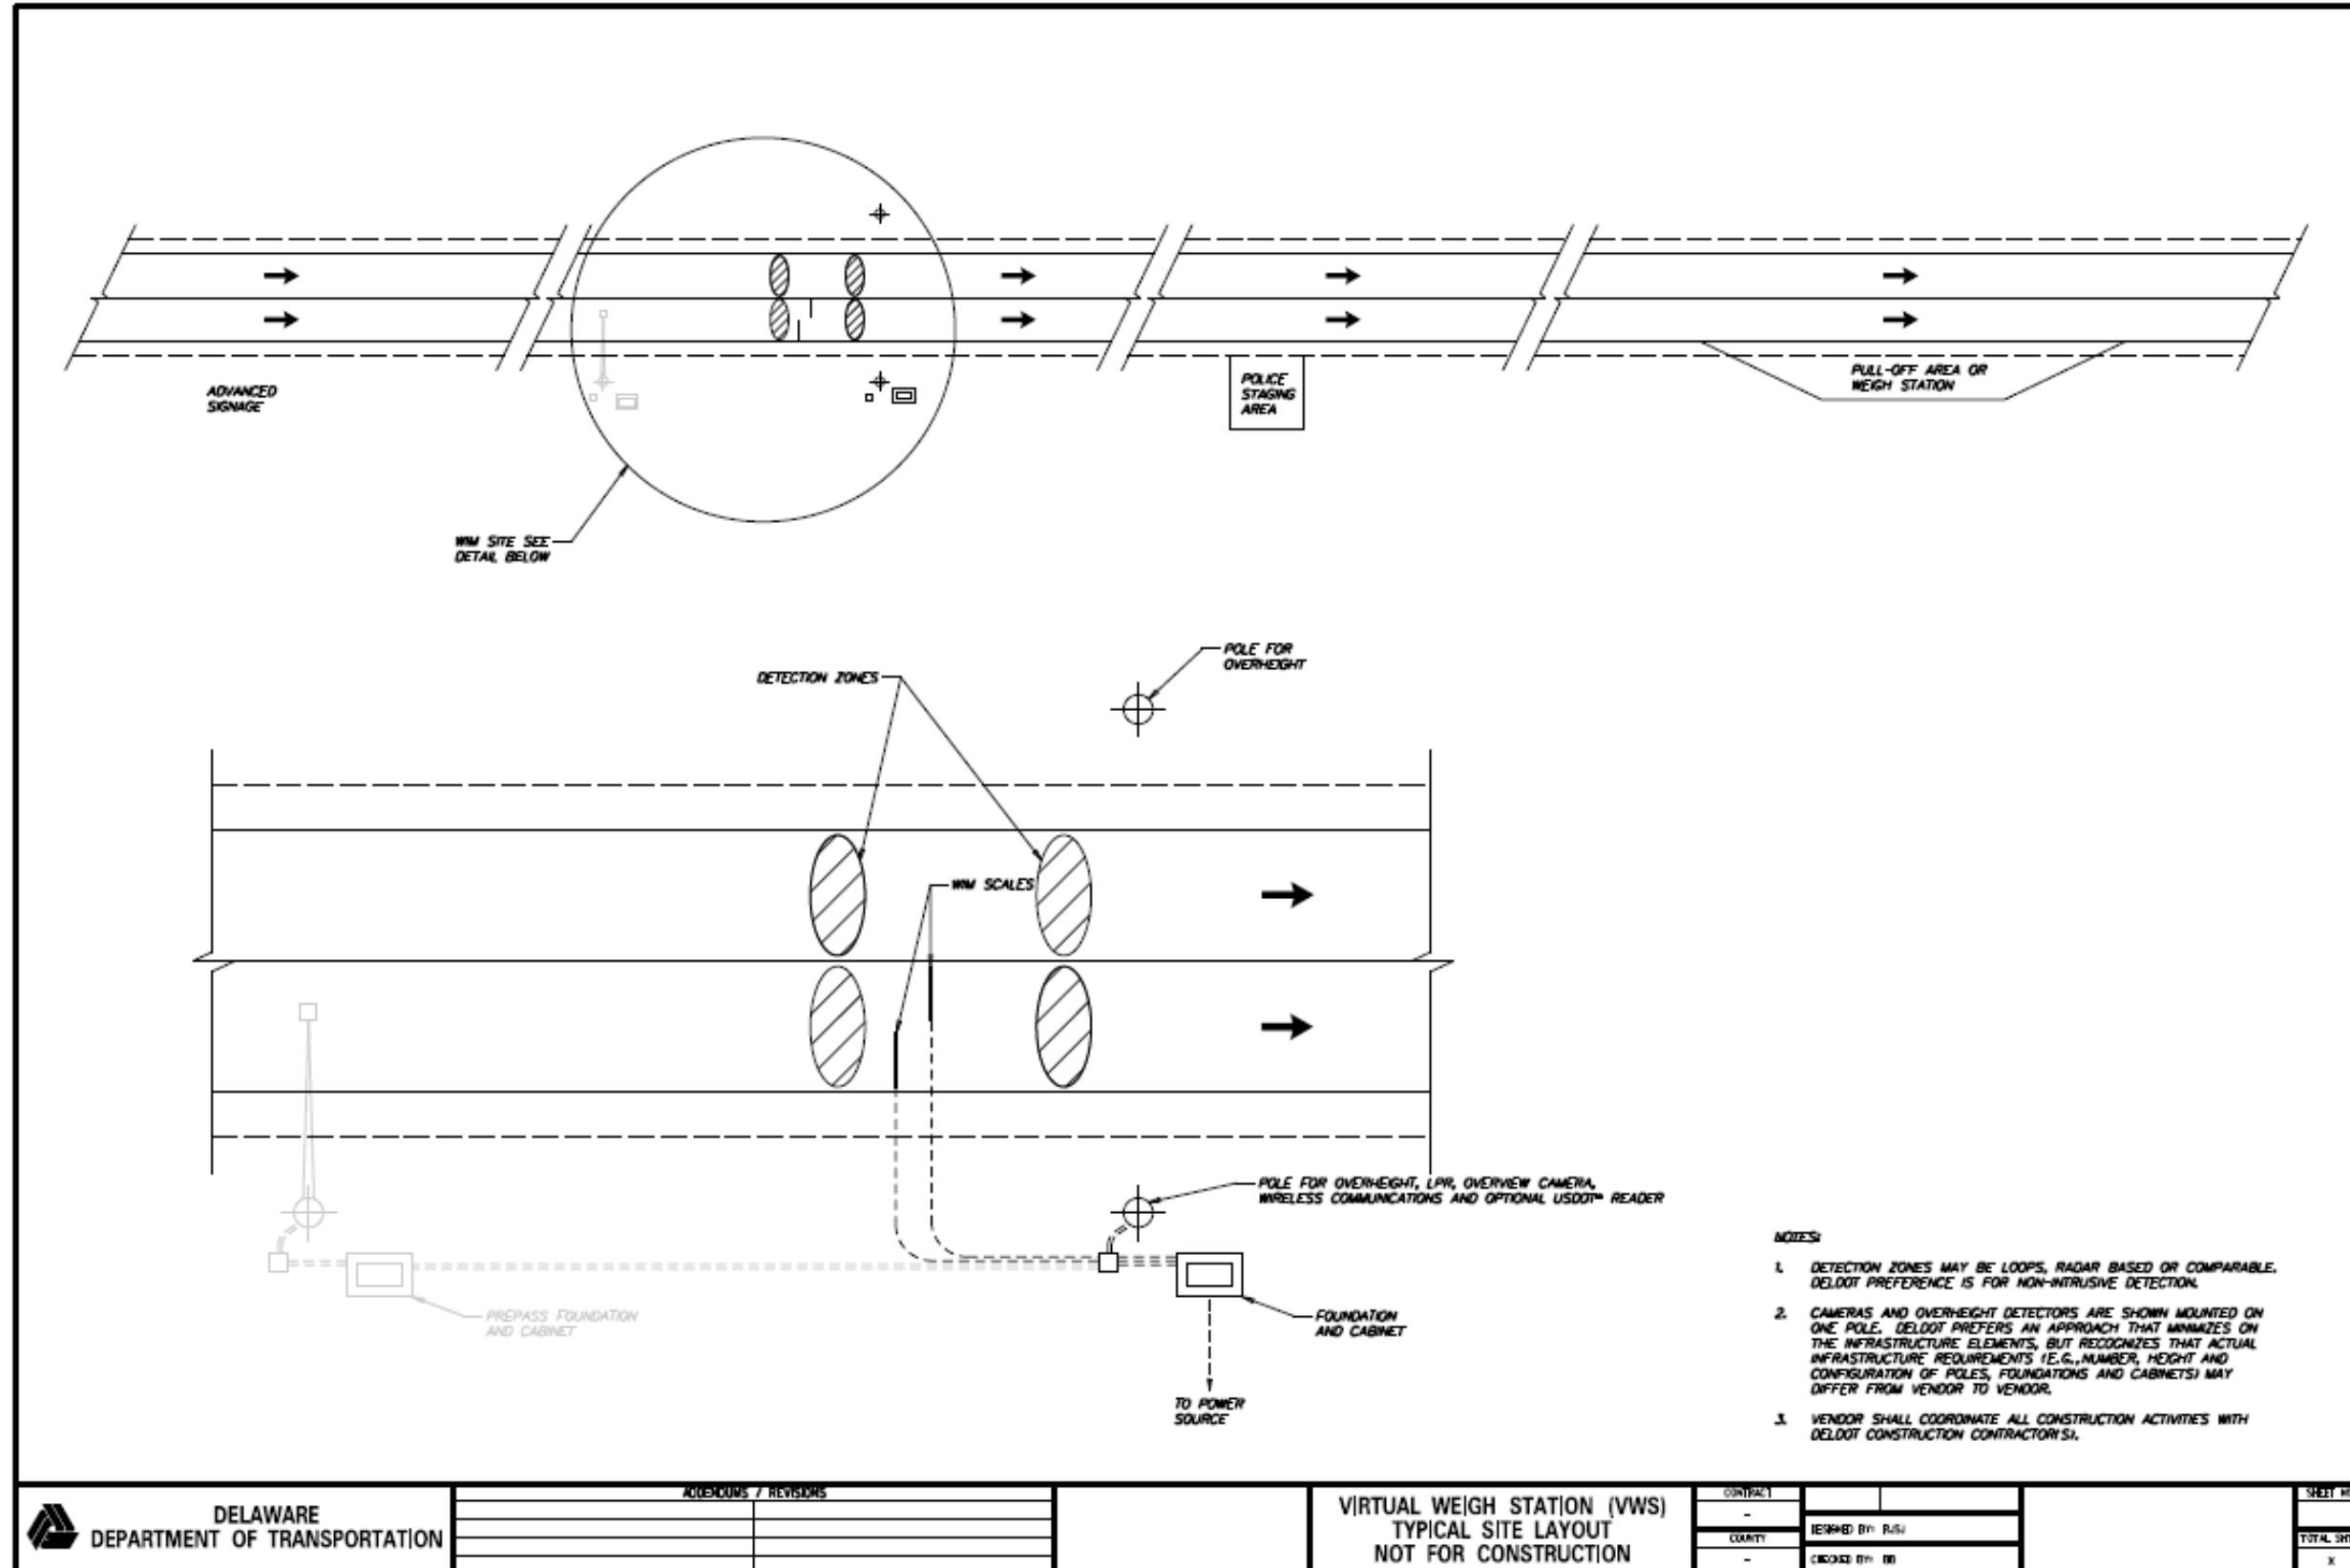 ADVANCED
SIGNAGE
POLICE
STAGING
AREA
PULL-OFF AREA OR
WEIGH STATION
WIM SITE SEE
DETAIL BELOW
POLE FOR
OVERHEIGHT
DETECTION ZONES
WIM SCALES
POLE FOR OVERHEIGHT, LPR, OVERVIEW CAMERA,
WIRELESS COMMUNICATIONS AND OPTIONAL USDOT# READER
PREPASS FOUNDATION
AND CABINET
FOUNDATION
AND CABINET
TO POWER
SOURCE
NOTES:
1. DETECTION ZONES MAY BE LOOPS, RADAR BASED OR COMPARABLE.
DELDOT PREFERENCE IS FOR NON-INTRUSIVE DETECTION.
2. CAMERAS AND OVERHEIGHT DETECTORS ARE SHOWN MOUNTED ON
ONE POLE. DELDOT PREFERS AN APPROACH THAT MINIMIZES ON
THE INFRASTRUCTURE ELEMENTS, BUT RECOGNIZES THAT ACTUAL
INFRASTRUCTURE REQUIREMENTS (E.G., NUMBER, HEIGHT AND
CONFIGURATION OF POLES, FOUNDATIONS AND CABINETS) MAY
DIFFER FROM VENDOR TO VENDOR.
3. VENDOR SHALL COORDINATE ALL CONSTRUCTION ACTIVITIES WITH
DELDOT CONSTRUCTION CONTRACTOR(S).
DELAWARE
DEPARTMENT OF TRANSPORTATION
ADDENDUMS / REVISIONS
VIRTUAL WEIGH STATION (VWS)
TYPICAL SITE LAYOUT
NOT FOR CONSTRUCTION
CONTRACT
-
COUNTY
-
DESIGNED BY:
CHECKED BY:
SHEET
TOTAL